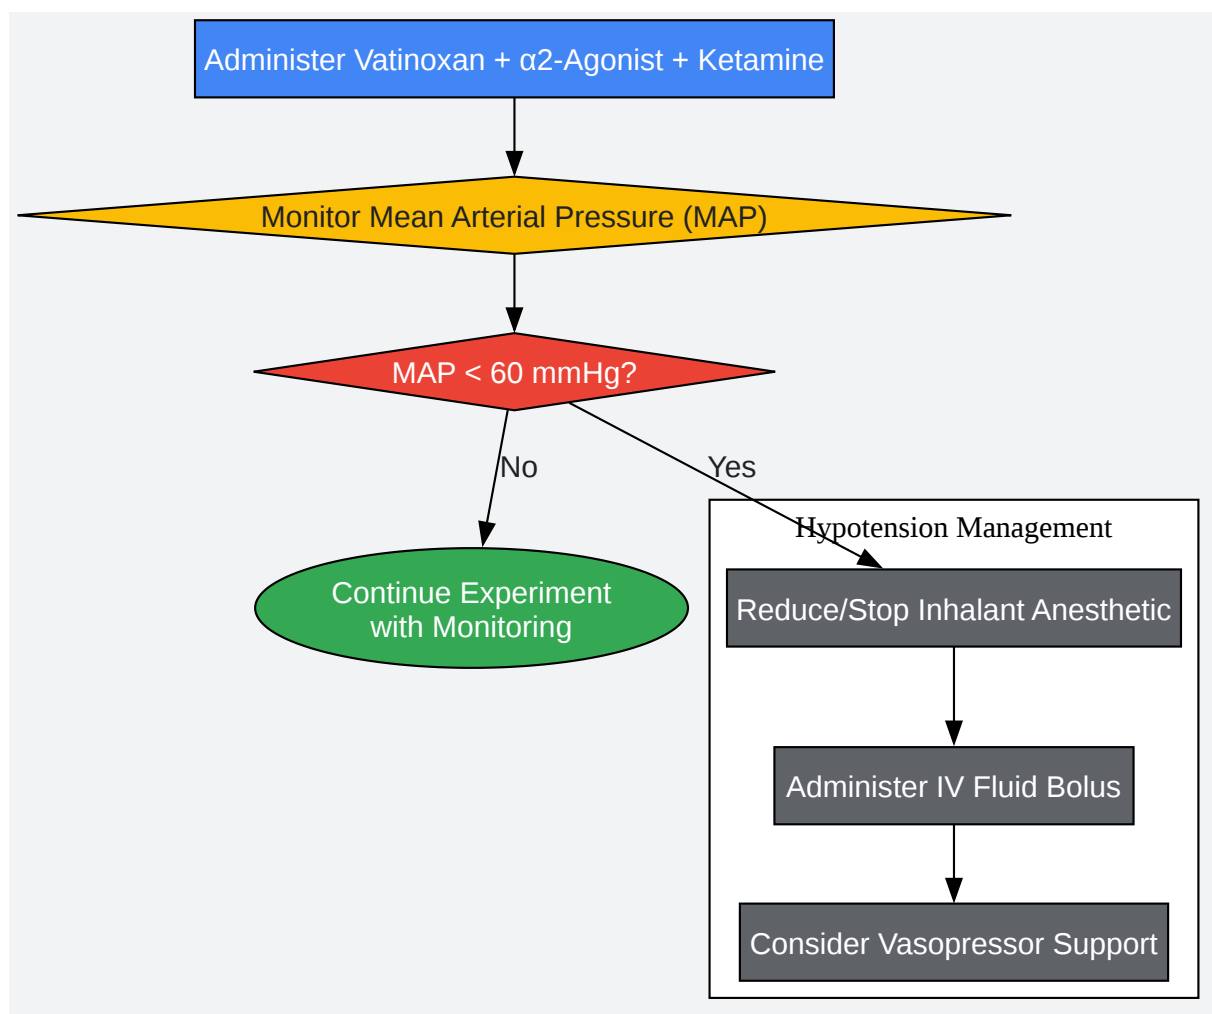 Administer Vatinoxan + α2-Agonist + Ketamine
Monitor Mean Arterial Pressure (MAP)
MAP < 60 mmHg?
No
Yes
Hypotension Management
Continue Experiment
with Monitoring
Reduce/Stop Inhalant Anesthetic
Administer IV Fluid Bolus
Consider Vasopressor Support